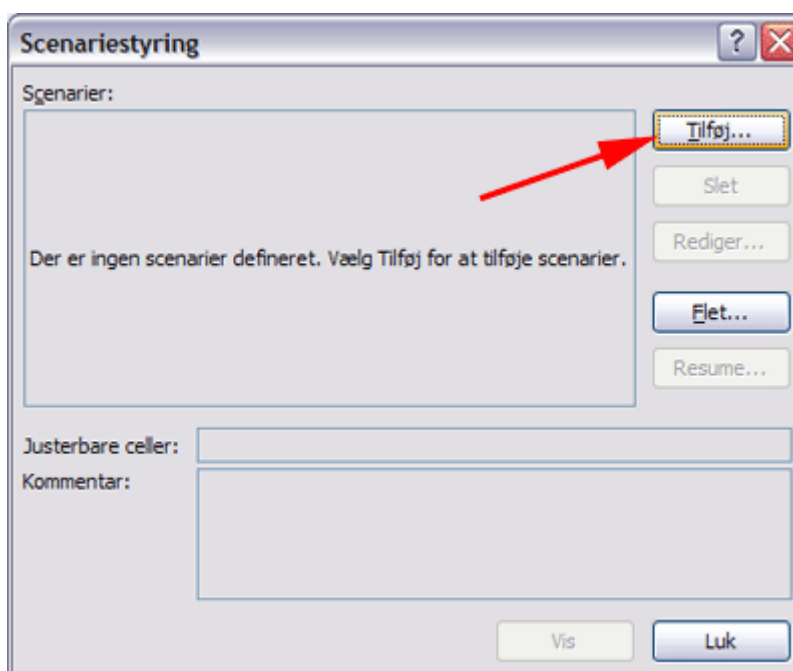 Scenariestyring
?
Scenarier:
Tilføj...
Slet
Der er ingen scenarier defineret. Vælg Tilføj for at tilføje scenarier.
Rediger...
Flet...
Resume...
Justerbare celler:
Kommentar:
Vis
Luk